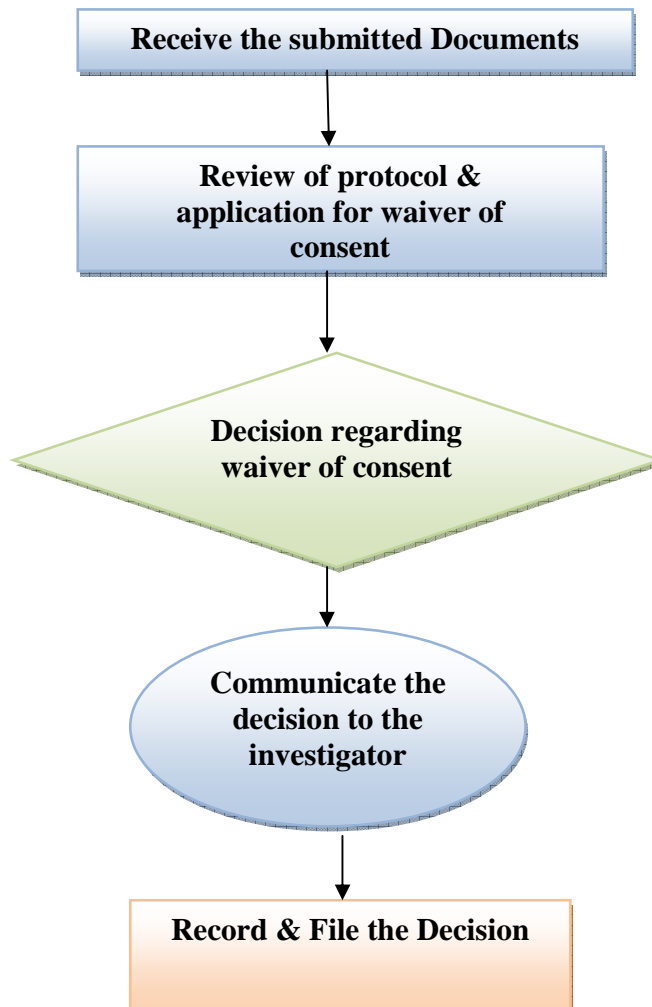 Receive the submitted Documents
Review of protocol &
application for waiver of
consent
Decision regarding
waiver of consent
Communicate the
decision to the
investigator
Record & File the Decision